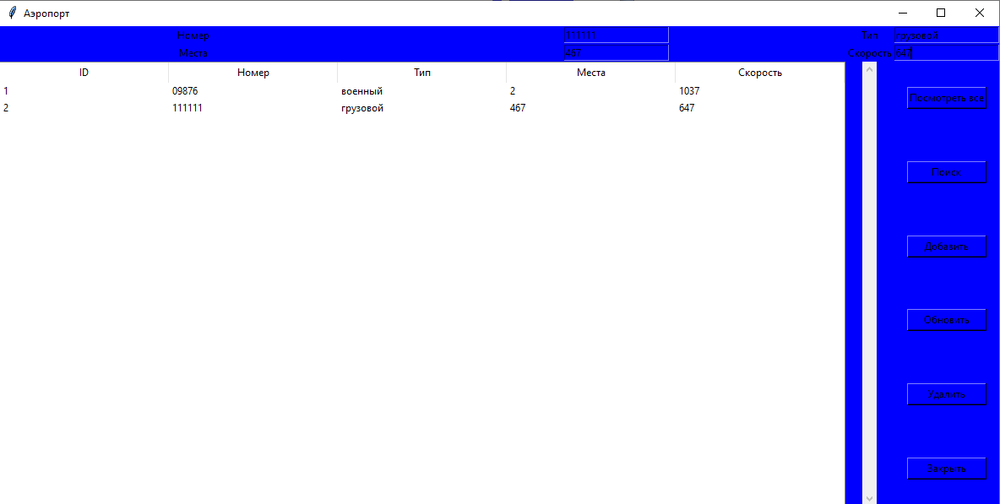 Аэропорт
Номер 111111 Тип грузовой
Места 467 Скорость 647
ID Номер Тип Места Скорость
1 09876 военный 2 1037
2 111111 грузовой 467 647
Посмотреть все
Поиск
Добавить
Обновить
Удалить
Закрыть